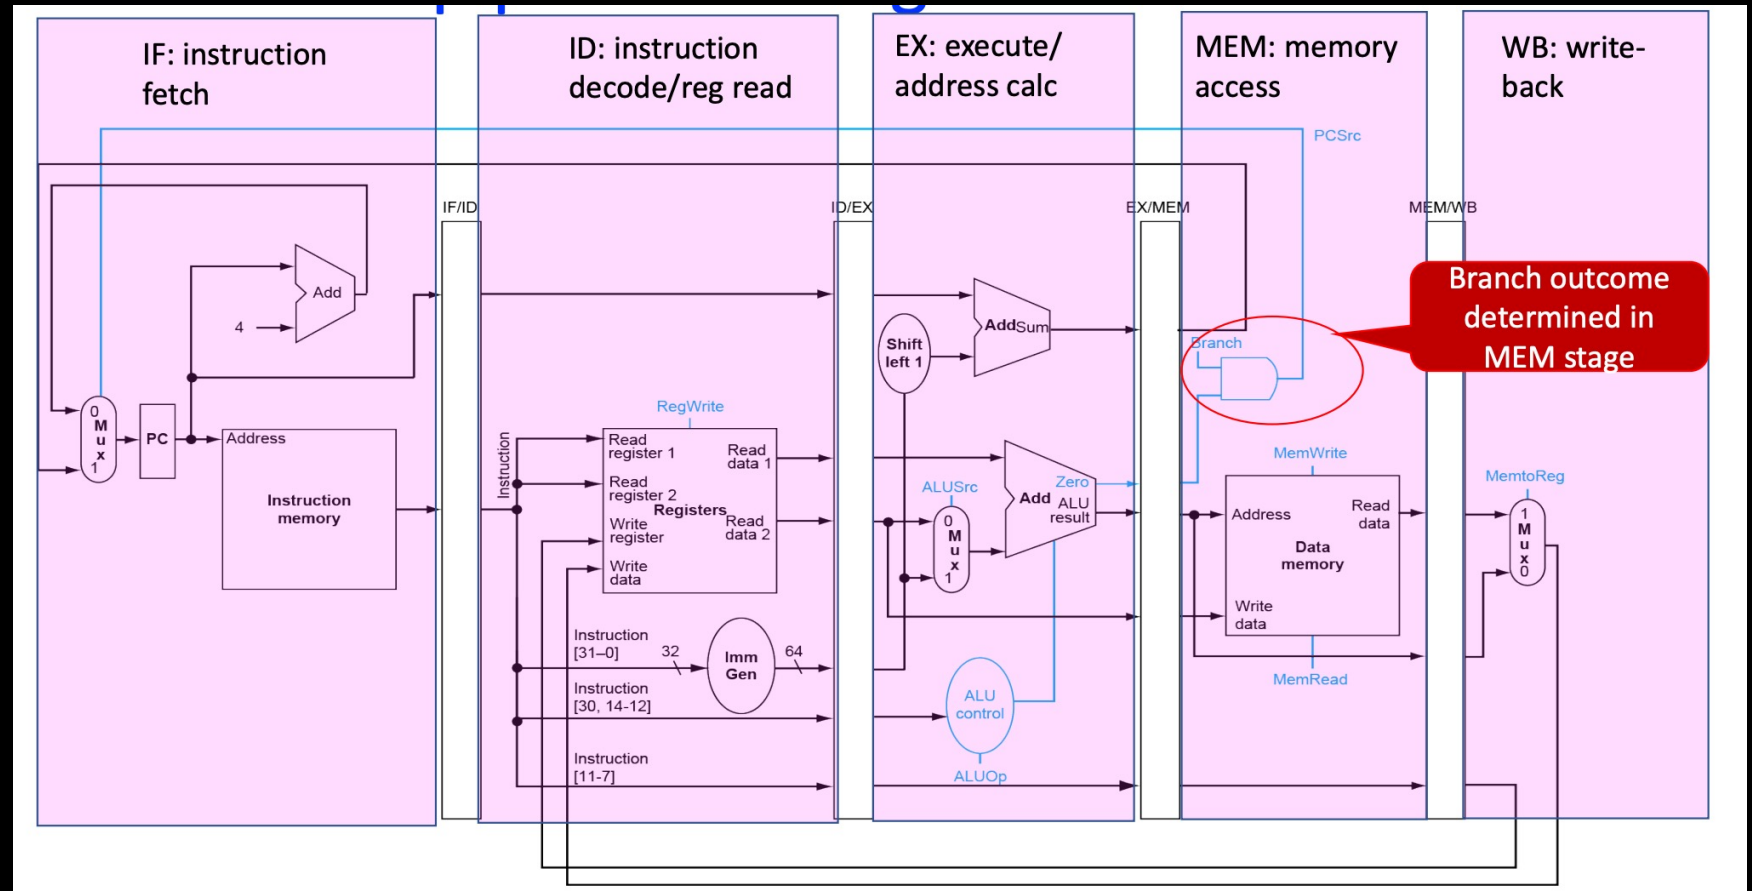 IF: instruction
fetch
ID: instruction
decode/reg read
EX: execute/
address calc
MEM: memory
access
WB: write-
back
PCSrc
IF/ID
ID/EX
EX/MEM
MEM/WB
Branch outcome
determined in
MEM stage
Add
4
Shift
left 1
AddSum
Branch
0
Mux
1
PC
Address
Instruction
memory
Instruction
RegWrite
Read
register 1
Read
register 2
Write
register
Write
data
Registers
Read
data 1
Read
data 2
ALUSrc
0
Mux
1
Add
Zero
ALU
result
MemWrite
Address
Read
data
Data
memory
Write
data
MemRead
MemtoReg
1
Mux
0
Instruction
[31–0]
32
Imm
Gen
64
Instruction
[30, 14-12]
ALU
control
Instruction
[11-7]
ALUOp